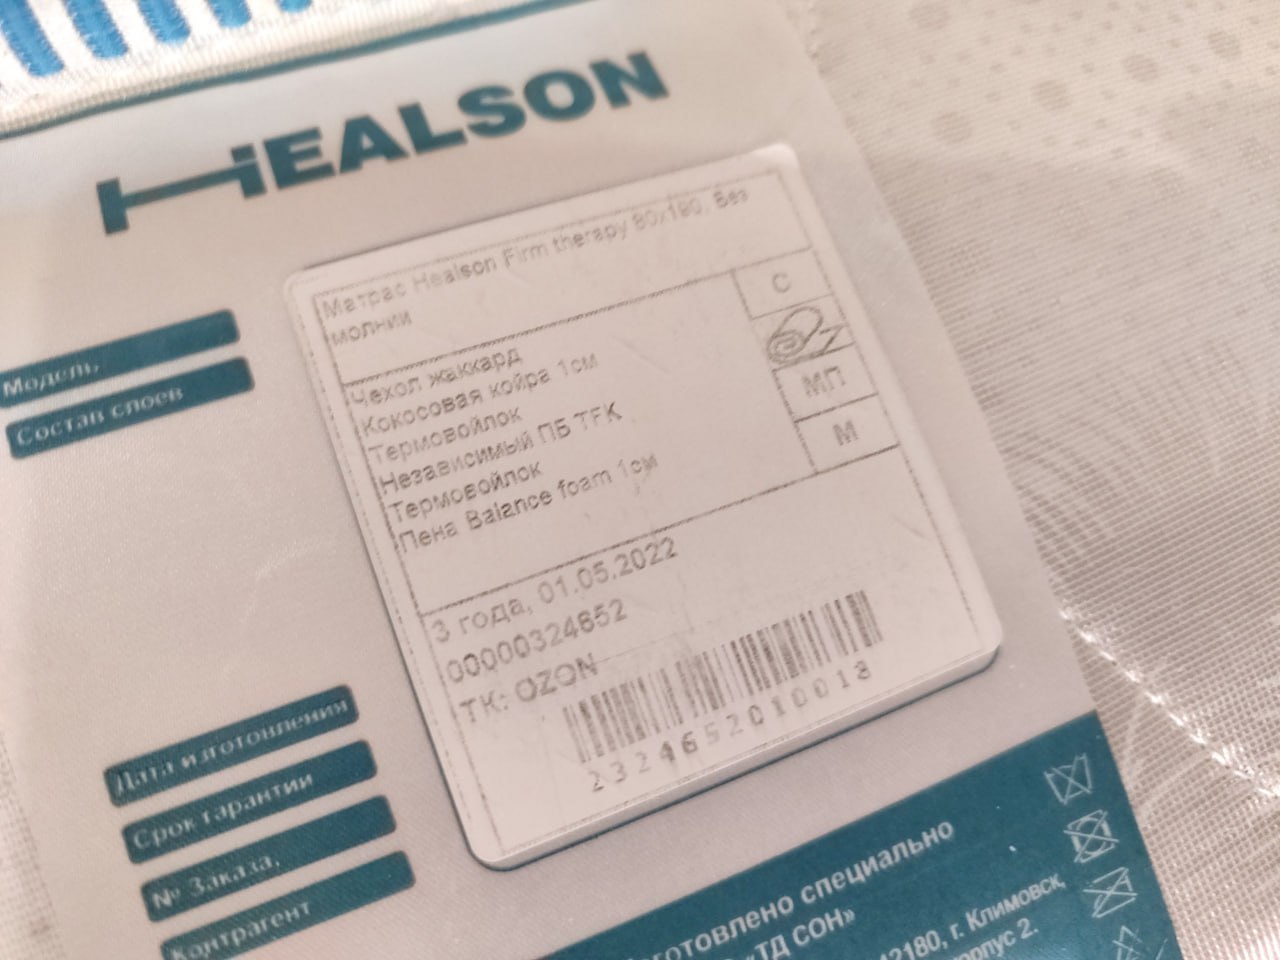 HEALSON
Матрас Healson Firm therapy 80x190, Без
молнии
С
МП
М
Модель,
Состав слоев
Чехол жаккард
Кокосовая койра 1см
Термовойлок
Независимый ПБ TFK
Термовойлок
Пена Balance foam 1см
3 года, 01.05.2022
00000324652
ТК: OZON
2324652010013
Дата изготовления
Срок гарантии
№ Заказа,
Контрагент
специально
«ТД СОН»
г. Климовск,
2.